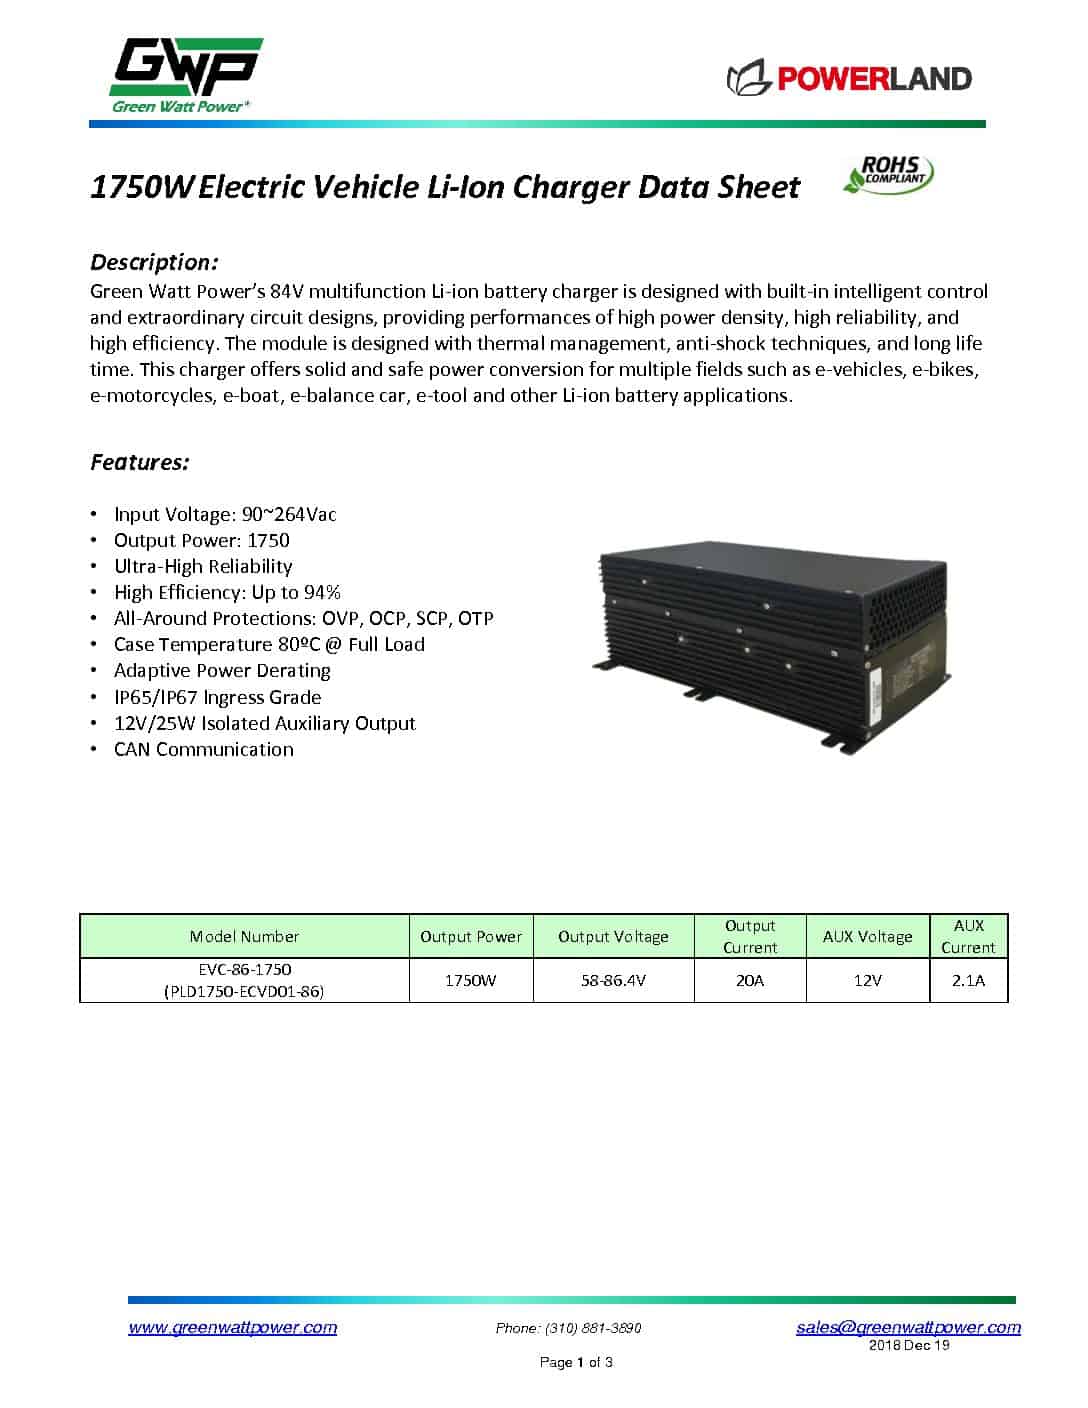 GWP
Green Watt Power®
POWERLAND
1750W Electric Vehicle Li-Ion Charger Data Sheet
ROHS
COMPLIANT
Description:
Green Watt Power’s 84V multifunction Li-ion battery charger is designed with built-in intelligent control
and extraordinary circuit designs, providing performances of high power density, high reliability, and
high efficiency. The module is designed with thermal management, anti-shock techniques, and long life
time. This charger offers solid and safe power conversion for multiple fields such as e-vehicles, e-bikes,
e-motorcycles, e-boat, e-balance car, e-tool and other Li-ion battery applications.
Features:
• Input Voltage: 90~264Vac
• Output Power: 1750
• Ultra-High Reliability
• High Efficiency: Up to 94%
• All-Around Protections: OVP, OCP, SCP, OTP
• Case Temperature 80ºC @ Full Load
• Adaptive Power Derating
• IP65/IP67 Ingress Grade
• 12V/25W Isolated Auxiliary Output
• CAN Communication
Model Number Output Power Output Voltage Output Current AUX Voltage AUX Current
EVC-86-1750 (PLD1750-ECVD01-86) 1750W 58-86.4V 20A 12V 2.1A
www.greenwattpower.com Phone: (310) 881-3890 sales@greenwattpower.com
2018 Dec 19
Page 1 of 3